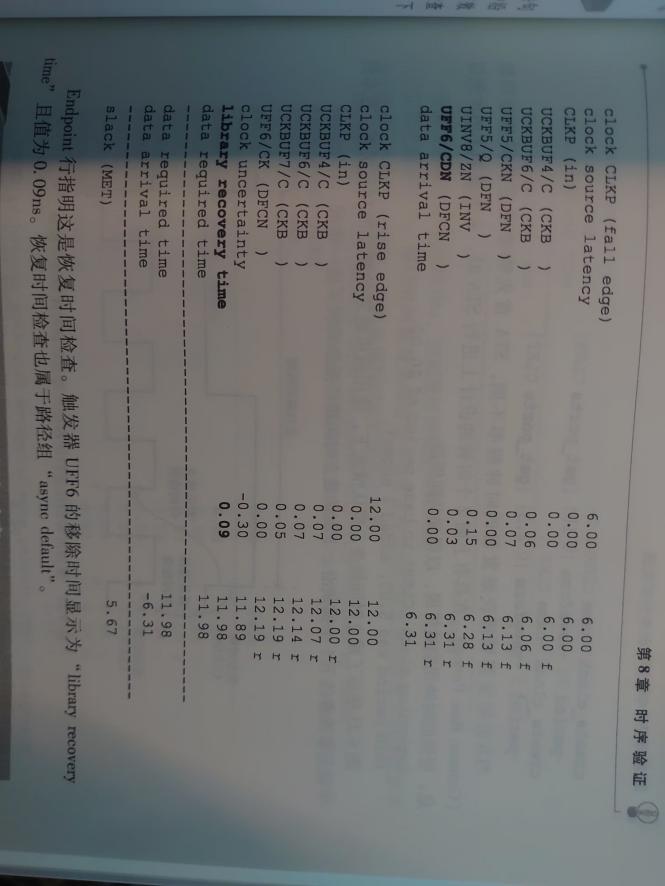 第8章 时序验证
clock CLKP (fall edge) 6.00 6.00
clock source latency 0.00 6.00
CLKP (in) 0.00 6.00 f
UCKBUF4/C (CKB ) 0.06 6.06 f
UCKBUF6/C (CKB ) 0.07 6.13 f
UFF5/CKN (DFN ) 0.00 6.13 f
UFF5/Q (DFN ) 0.15 6.28 f
UINV8/ZN (INV ) 0.03 6.31 r
UFF6/CDN (DFCN ) 0.00 6.31 r
data arrival time 6.31
clock CLKP (rise edge) 12.00 12.00
clock source latency 0.00 12.00
CLKP (in) 0.00 12.00 r
UCKBUF4/C (CKB ) 0.07 12.07 r
UCKBUF6/C (CKB ) 0.07 12.14 r
UCKBUF7/C (CKB ) 0.05 12.19 r
UFF6/CK (DFCN ) 0.00 12.19 r
clock uncertainty -0.30 11.89
library recovery time 0.09 11.98
data required time 11.98
data required time 11.98
data arrival time -6.31
slack (MET) 5.67
Endpoint 行指明这是恢复时间检查。触发器 UFF6 的移除时间显示为“library recovery
time”且值为0.09ns。恢复时间检查也属于路径组“async default”。